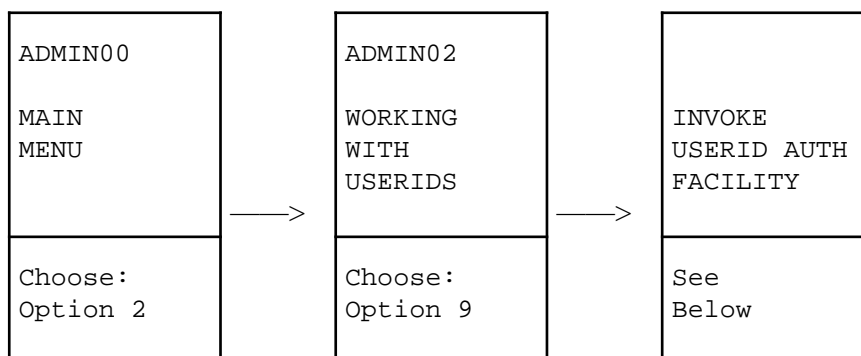 ADMIN00
MAIN
MENU
Choose:
Option 2
——>
ADMIN02
WORKING
WITH
USERIDS
Choose:
Option 9
——>
INVOKE
USERID AUTH
FACILITY
See
Below